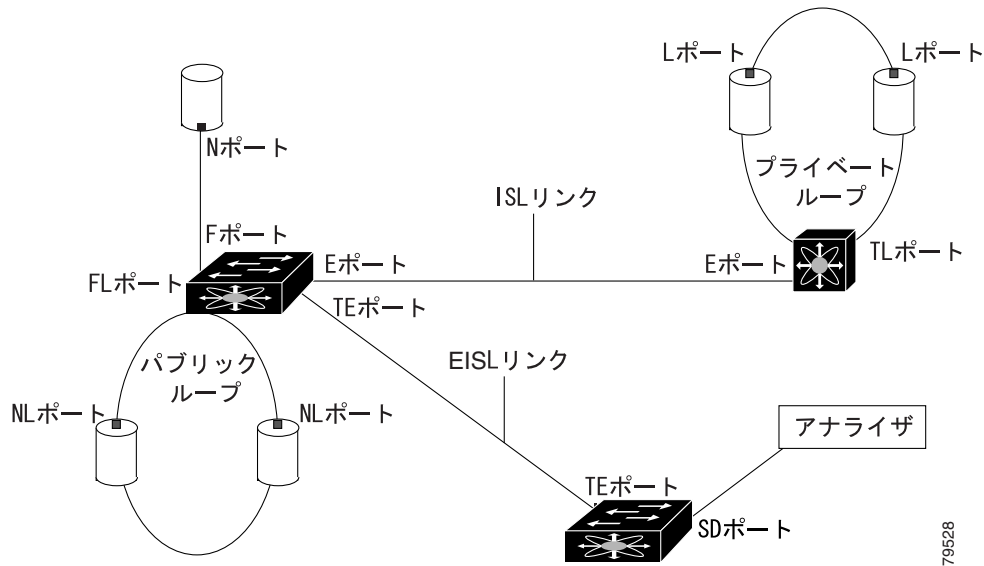 Lポート
Lポート
Nポート
プライベート
ループ
ISLリンク
Fポート
Eポート
Eポート
TLポート
FLポート
TEポート
パブリック
ループ
EISLリンク
NLポート
NLポート
アナライザ
TEポート
SDポート
79528